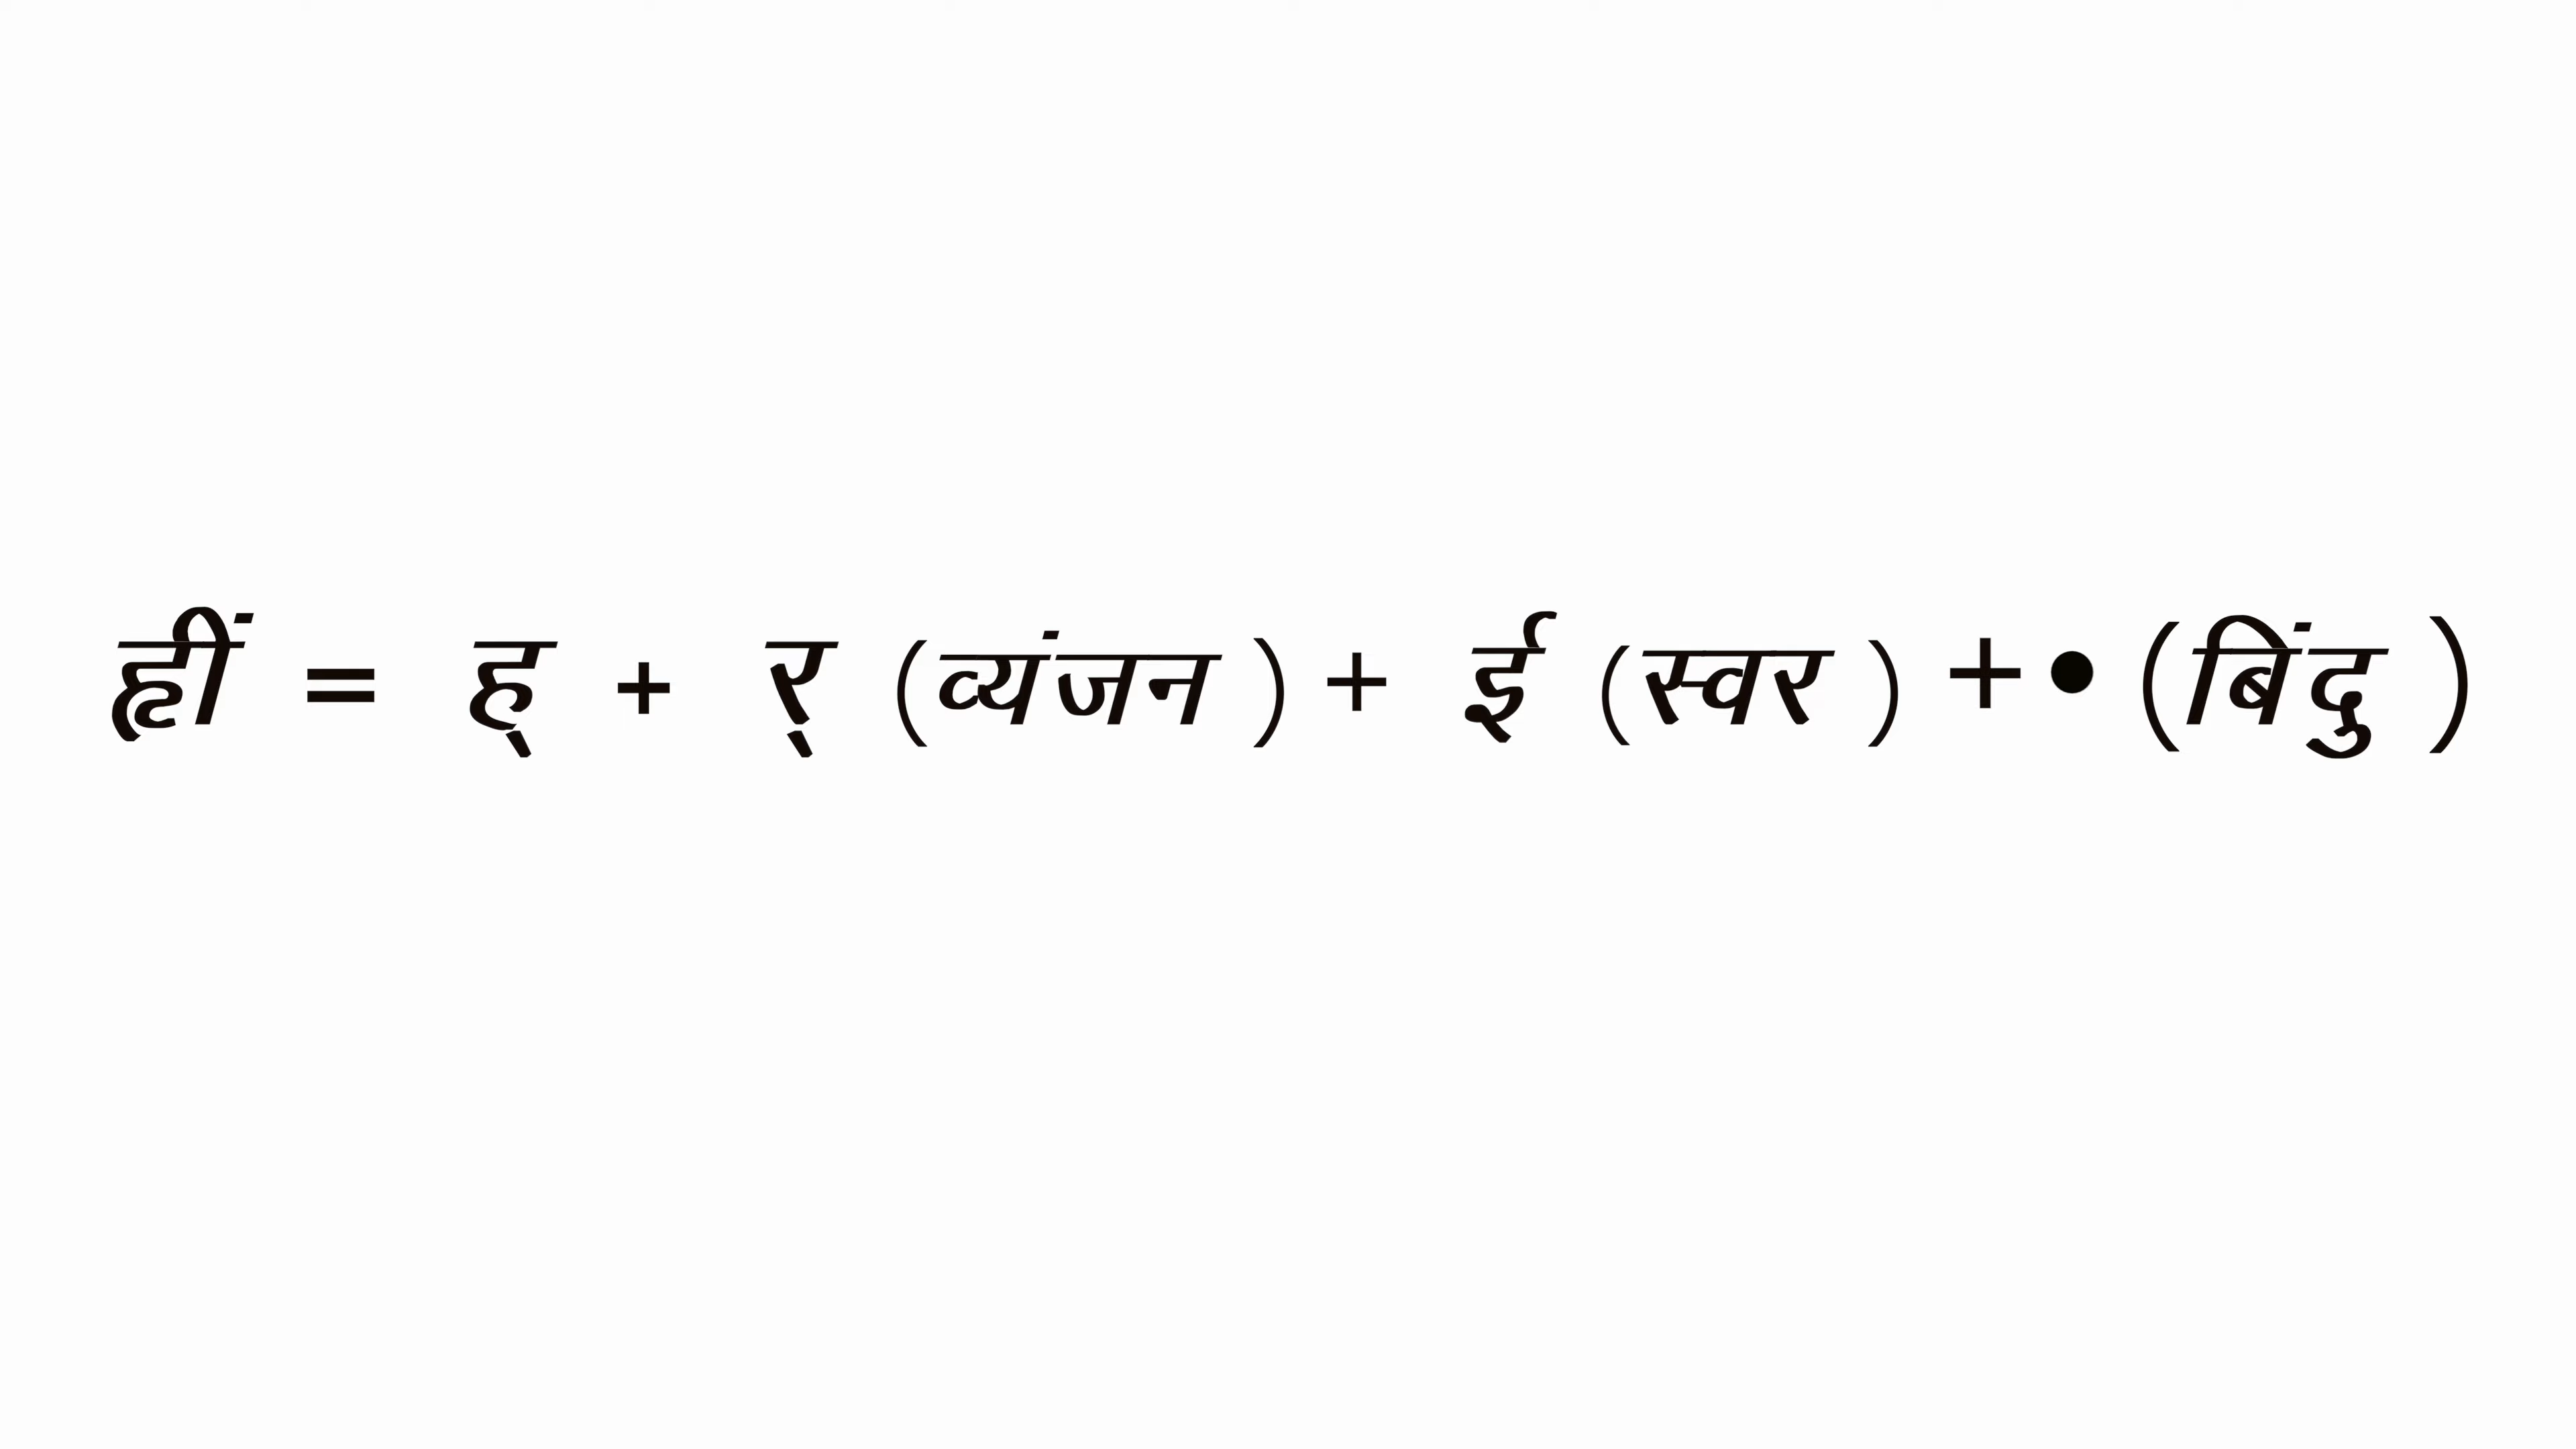 ह्रीं = ह् + र् (व्यंजन ) + ई (स्वर ) +• (बिंदु )